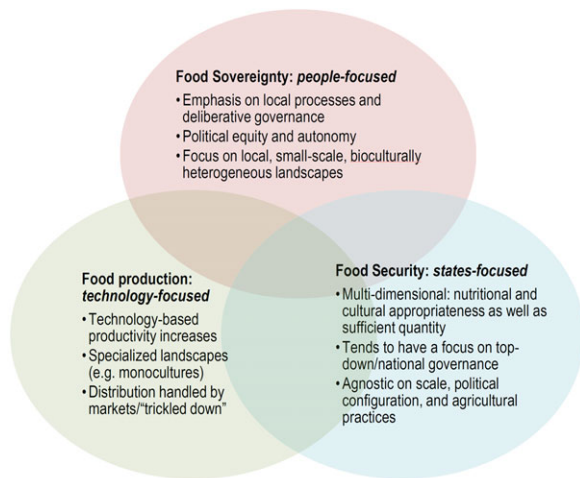 Food Sovereignty: people-focused
• Emphasis on local processes and
deliberative governance
• Political equity and autonomy
• Focus on local, small-scale, bioculturally
heterogeneous landscapes
Food production:
technology-focused
• Technology-based
productivity increases
• Specialized landscapes
(e.g. monocultures)
• Distribution handled by
markets/“trickled down”
Food Security: states-focused
• Multi-dimensional: nutritional and
cultural appropriateness as well as
sufficient quantity
• Tends to have a focus on top-
down/national governance
• Agnostic on scale, political
configuration, and agricultural
practices